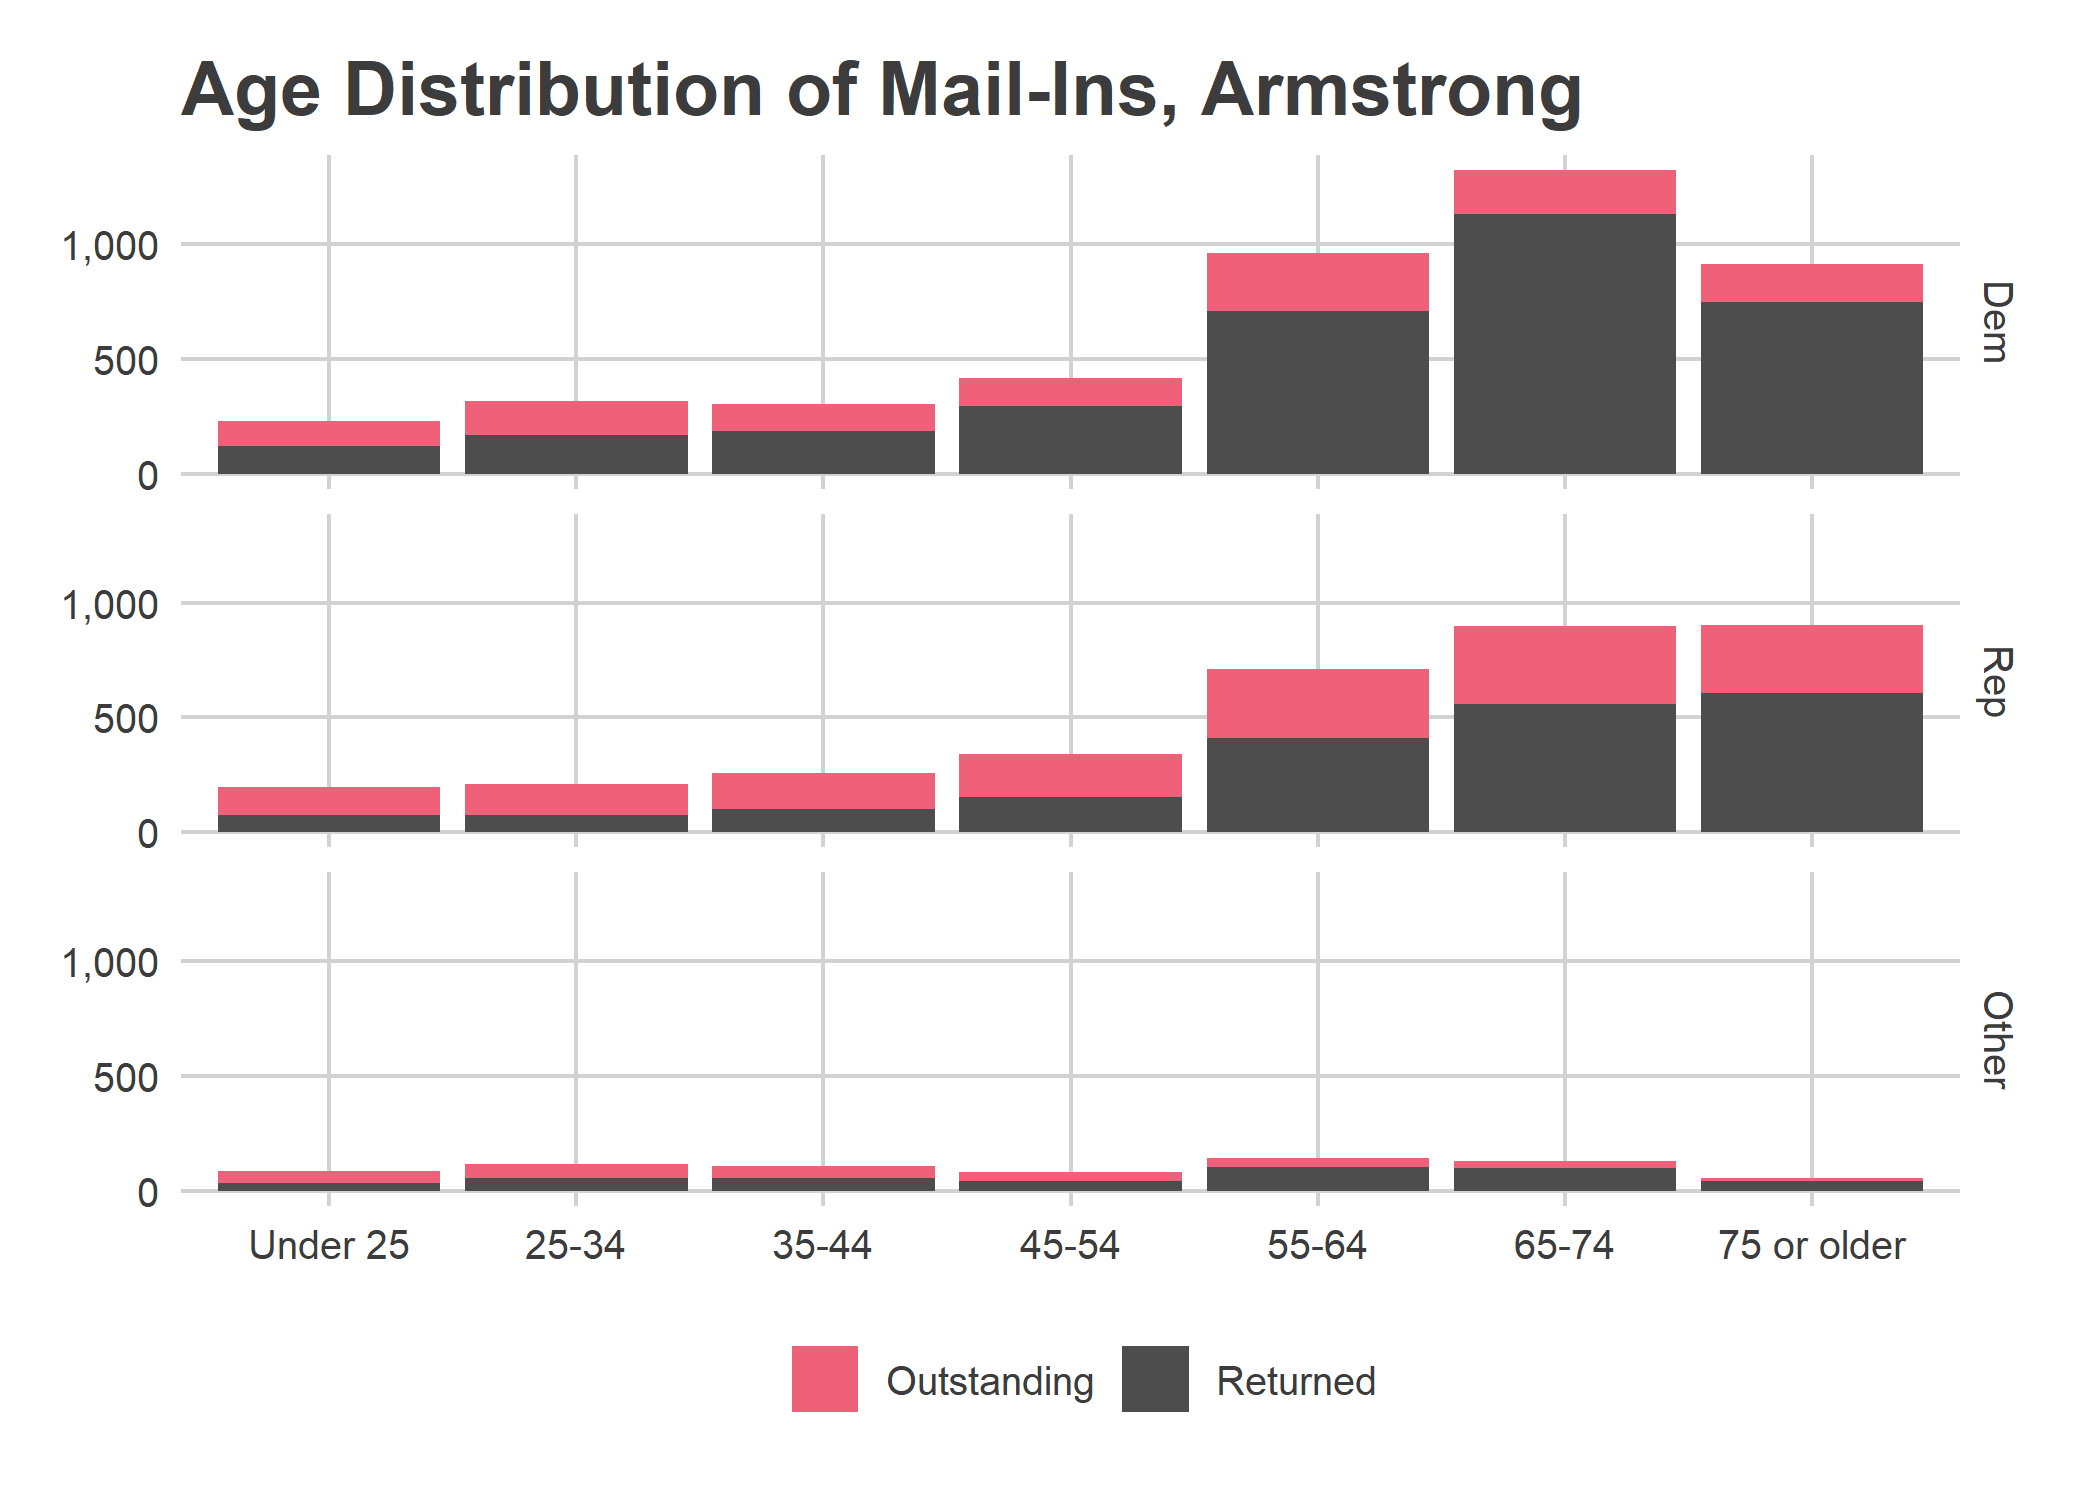 Age Distribution of Mail-Ins, Armstrong
1,000
500
0
Dem
1,000
500
0
Rep
1,000
500
0
Other
Under 25 25-34 35-44 45-54 55-64 65-74 75 or older
Outstanding Returned